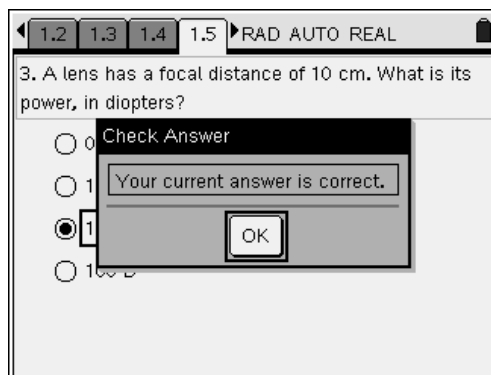 1.2 1.3 1.4 1.5 RAD AUTO REAL
3. A lens has a focal distance of 10 cm. What is its
power, in diopters?
Check Answer
Your current answer is correct.
OK